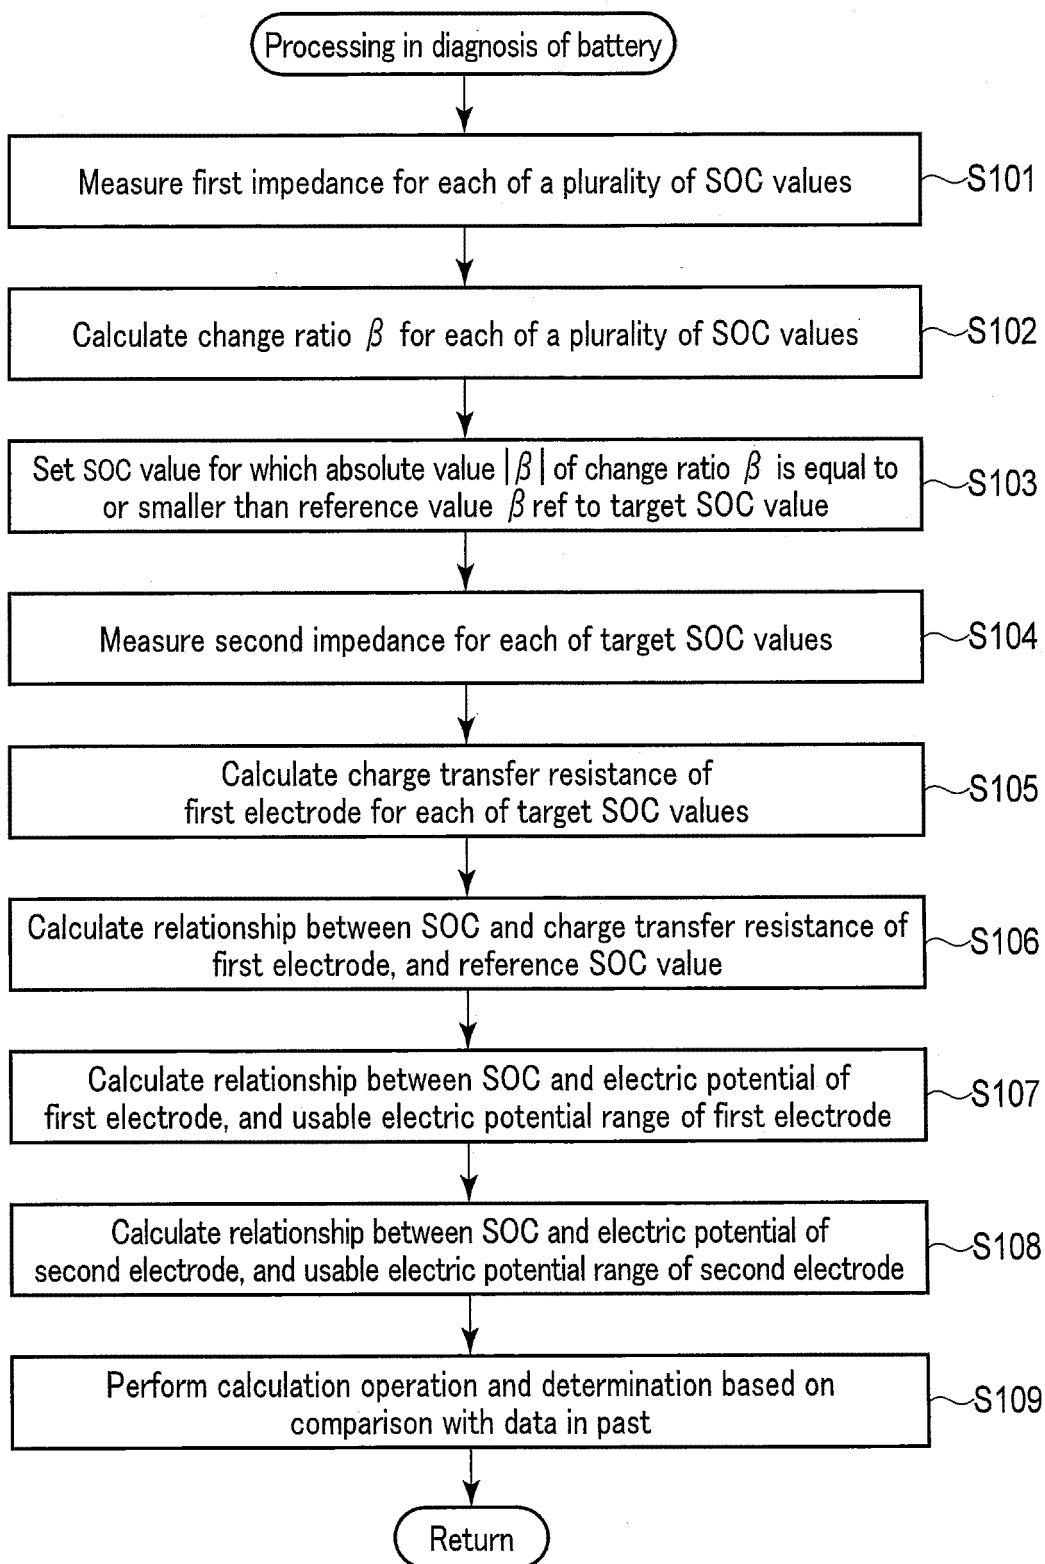 Processing in diagnosis of battery
Measure first impedance for each of a plurality of SOC values
S101
Calculate change ratio β for each of a plurality of SOC values
S102
Set SOC value for which absolute value |β| of change ratio β is equal to
or smaller than reference value β ref to target SOC value
S103
Measure second impedance for each of target SOC values
S104
Calculate charge transfer resistance of
first electrode for each of target SOC values
S105
Calculate relationship between SOC and charge transfer resistance of
first electrode, and reference SOC value
S106
Calculate relationship between SOC and electric potential of
first electrode, and usable electric potential range of first electrode
S107
Calculate relationship between SOC and electric potential of
second electrode, and usable electric potential range of second electrode
S108
Perform calculation operation and determination based on
comparison with data in past
S109
Return